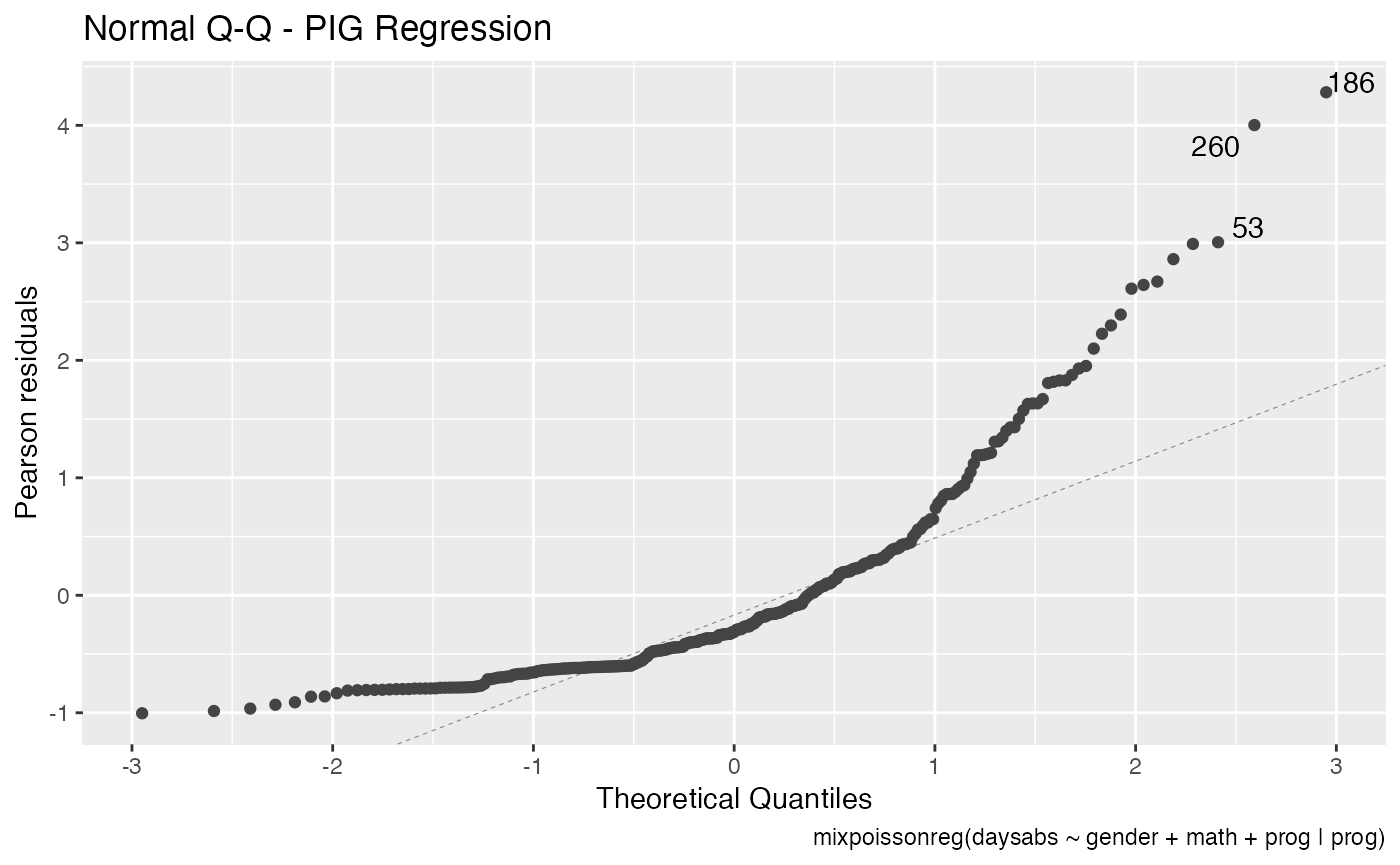 Normal Q-Q - PIG Regression
186
4
260
53
3
Pearson residuals
2
1
0
-1
-3 -2 -1 0 1 2 3
Theoretical Quantiles
mixpoissonreg(daysabs ~ gender + math + prog | prog)